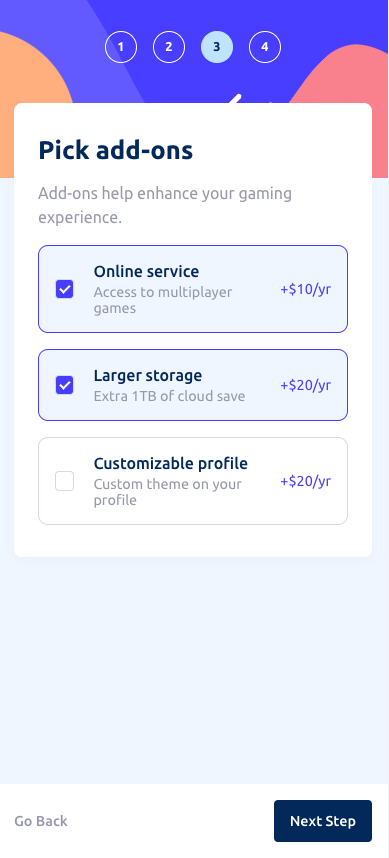 1 2 3 4
Pick add-ons
Add-ons help enhance your gaming
experience.
Online service
Access to multiplayer
games
+$10/yr
Larger storage
Extra 1TB of cloud save
+$20/yr
Customizable profile
Custom theme on your
profile
+$20/yr
Go Back
Next Step